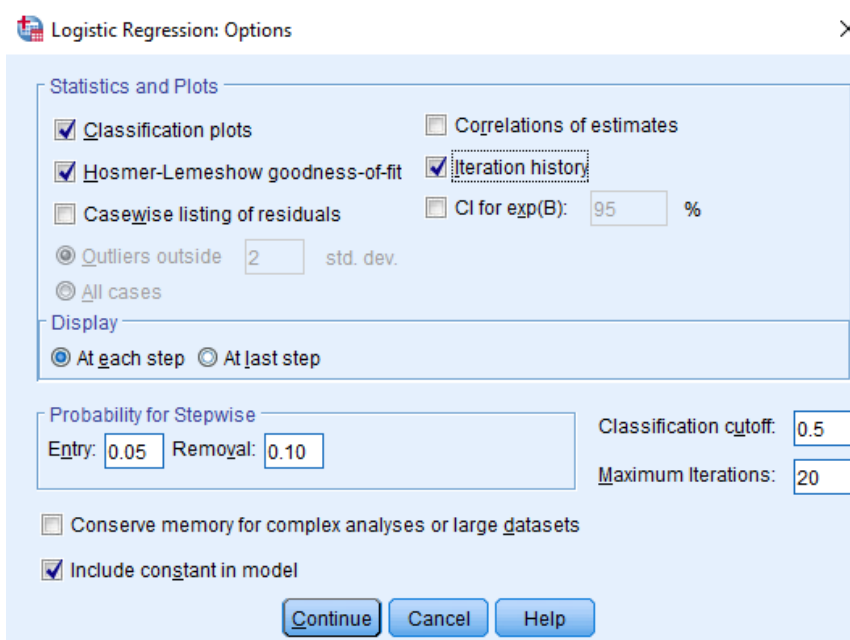 Logistic Regression: Options
Statistics and Plots
Classification plots
Correlations of estimates
Hosmer-Lemeshow goodness-of-fit
Iteration history
Casewise listing of residuals
CI for exp(B): 95 %
Outliers outside 2 std. dev.
All cases
Display
At each step At last step
Probability for Stepwise
Entry: 0.05 Removal: 0.10
Classification cutoff: 0.5
Maximum Iterations: 20
Conserve memory for complex analyses or large datasets
Include constant in model
Continue Cancel Help